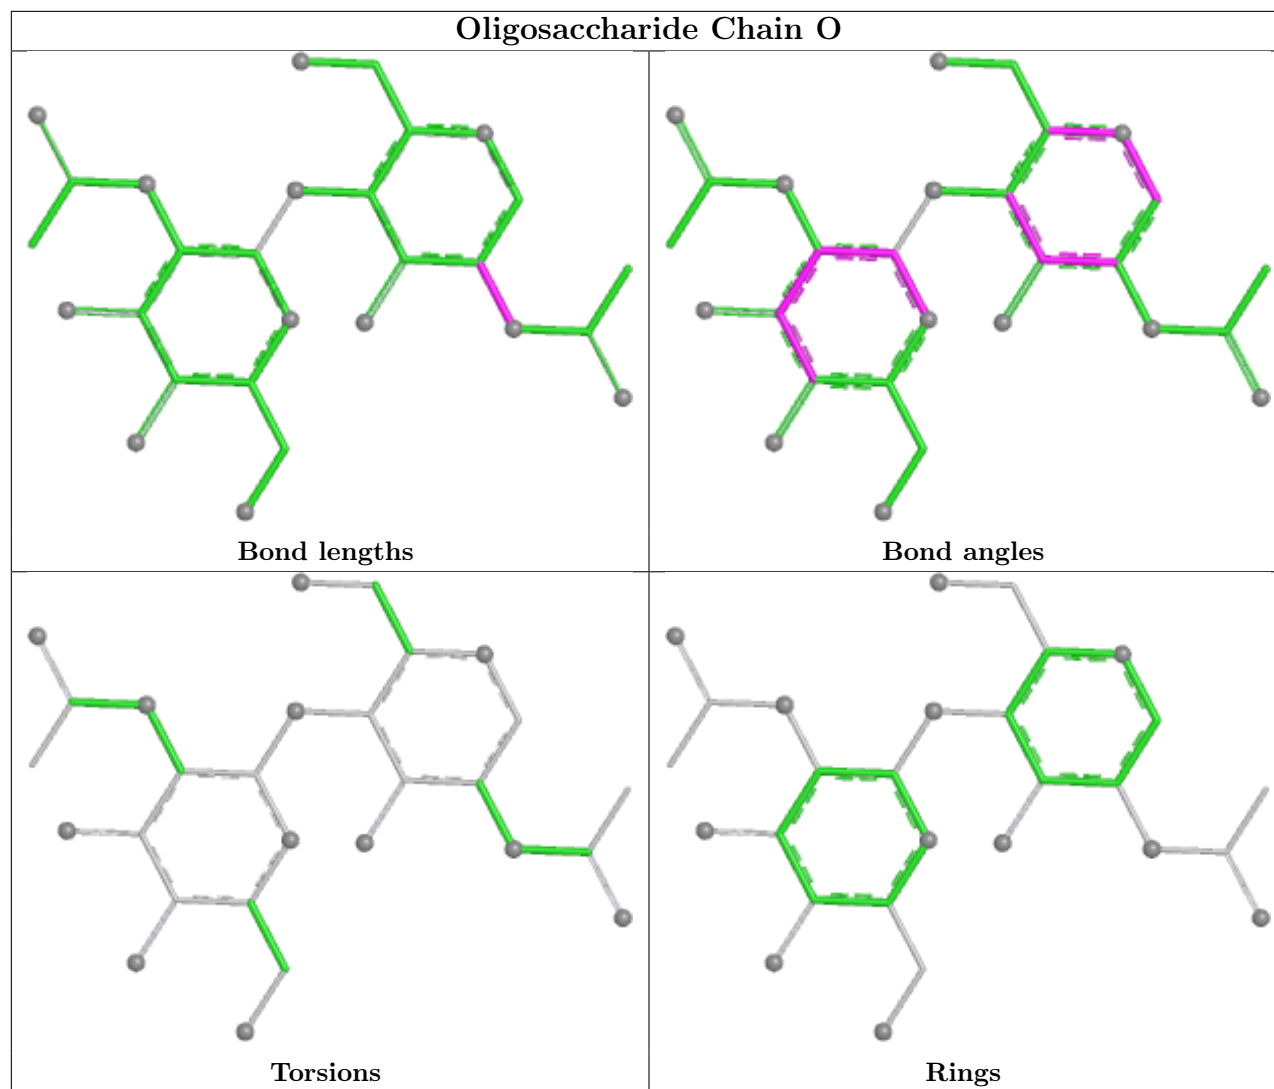 Oligosaccharide Chain O
Bond lengths
Bond angles
Torsions
Rings